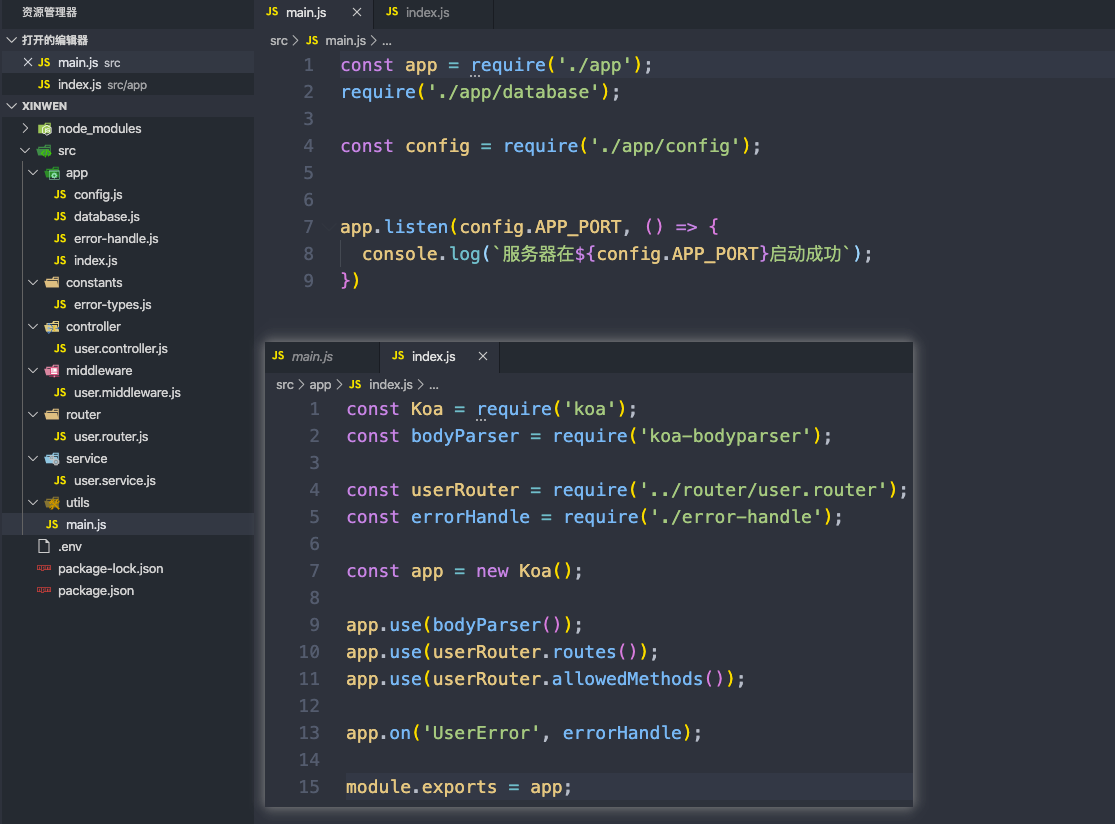 资源管理器
打开的编辑器
JS main.js src
JS index.js src/app
XINWEN
node_modules
src
app
JS config.js
JS database.js
JS error-handle.js
JS index.js
constants
JS error-types.js
controller
JS user.controller.js
middleware
JS user.middleware.js
router
JS user.router.js
service
JS user.service.js
utils
JS main.js
.env
package-lock.json
package.json
JS main.js JS index.js
src > JS main.js > ...
1 const app = require('./app');
2 require('./app/database');
3
4 const config = require('./app/config');
5
6
7 app.listen(config.APP_PORT, () => {
8 console.log(`服务器在${config.APP_PORT}启动成功`);
9 })
JS main.js JS index.js
src > app > JS index.js > ...
1 const Koa = require('koa');
2 const bodyParser = require('koa-bodyparser');
3
4 const userRouter = require('../router/user.router');
5 const errorHandle = require('./error-handle');
6
7 const app = new Koa();
8
9 app.use(bodyParser());
10 app.use(userRouter.routes());
11 app.use(userRouter.allowedMethods());
12
13 app.on('UserError', errorHandle);
14
15 module.exports = app;